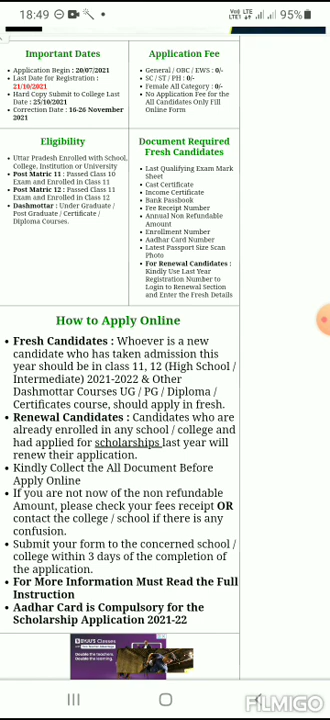 18:49
95%
Important Dates
Application Fee
• Application Begin : 20/07/2021
• Last Date for Registration :
21/10/2021
• Hard Copy Submit to College Last
Date : 25/10/2021
• Correction Date : 16-26 November
2021
• General / OBC / EWS : 0/-
• SC / ST / PH : 0/-
• Female All Category : 0/-
• No Application Fee for the
All Candidates Only Fill
Online Form
Eligibility
• Uttar Pradesh Enrolled with School,
College, Institution or University
• Post Matric 11 : Passed Class 10
Exam and Enrolled in Class 11
• Post Matric 12 : Passed Class 11
Exam and Enrolled in Class 12
• Dashmottar : Under Graduate /
Post Graduate / Certificate /
Diploma Courses.
Document Required
Fresh Candidates
• Last Qualifying Exam Mark
Sheet
• Cast Certificate
• Income Certificate
• Bank Passbook
• Fee Receipt Number
• Annual Non Refundable
Amount
• Enrollment Number
• Aadhar Card Number
• Latest Passport Size Scan
Photo
• For Renewal Candidates :
Kindly Use Last Year
Registration Number to
Login to Renewal Section
and Enter the Fresh Details
How to Apply Online
• Fresh Candidates : Whoever is a new
candidate who has taken admission this
year should be in class 11, 12 (High School /
Intermediate) 2021-2022 & Other
Dashmottar Courses UG / PG / Diploma /
Certificates course, should apply in fresh.
• Renewal Candidates : Candidates who are
already enrolled in any school / college and
had applied for scholarships last year will
renew their application.
• Kindly Collect the All Document Before
Apply Online
• If you are not now of the non refundable
Amount, please check your fees receipt OR
contact the college / school if there is any
confusion.
• Submit your form to the concerned school /
college within 3 days of the completion of
the application.
• For More Information Must Read the Full
Instruction
• Aadhar Card is Compulsory for the
Scholarship Application 2021-22
BYJU'S Classes
Double the teachers,
Double the learning.
FILMIGO